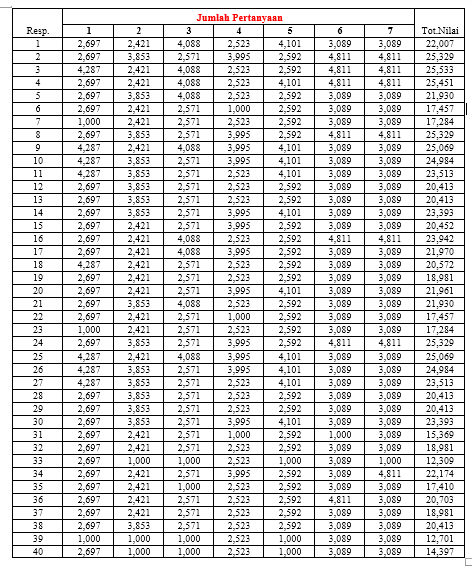 Jumlah Pertanyaan
Resp. 1 2 3 4 5 6 7 Tot.Nilai
1 2,697 2,421 4,088 2,523 4,101 3,089 3,089 22,007
2 2,697 3,853 2,571 3,995 2,592 4,811 4,811 25,329
3 4,287 2,421 4,088 2,523 2,592 4,811 4,811 25,533
4 2,697 2,421 4,088 2,523 4,101 4,811 4,811 25,451
5 2,697 3,853 4,088 2,523 2,592 3,089 3,089 21,930
6 2,697 2,421 2,571 1,000 2,592 3,089 3,089 17,457
7 1,000 2,421 2,571 2,523 2,592 3,089 3,089 17,284
8 2,697 3,853 2,571 3,995 2,592 4,811 4,811 25,329
9 4,287 2,421 4,088 3,995 4,101 3,089 3,089 25,069
10 4,287 3,853 2,571 3,995 4,101 3,089 3,089 24,984
11 4,287 3,853 2,571 2,523 4,101 3,089 3,089 23,513
12 2,697 3,853 2,571 2,523 2,592 3,089 3,089 20,413
13 2,697 3,853 2,571 2,523 2,592 3,089 3,089 20,413
14 2,697 3,853 2,571 3,995 4,101 3,089 3,089 23,393
15 2,697 2,421 2,571 3,995 2,592 3,089 3,089 20,452
16 2,697 2,421 4,088 2,523 2,592 4,811 4,811 23,942
17 2,697 2,421 4,088 3,995 2,592 3,089 3,089 21,970
18 4,287 2,421 2,571 2,523 2,592 3,089 3,089 20,572
19 2,697 2,421 2,571 2,523 2,592 3,089 3,089 18,981
20 2,697 2,421 2,571 3,995 4,101 3,089 3,089 21,961
21 2,697 3,853 4,088 2,523 2,592 3,089 3,089 21,930
22 2,697 2,421 2,571 1,000 2,592 3,089 3,089 17,457
23 1,000 2,421 2,571 2,523 2,592 3,089 3,089 17,284
24 2,697 3,853 2,571 3,995 2,592 4,811 4,811 25,329
25 4,287 2,421 4,088 3,995 4,101 3,089 3,089 25,069
26 4,287 3,853 2,571 3,995 4,101 3,089 3,089 24,984
27 4,287 3,853 2,571 2,523 4,101 3,089 3,089 23,513
28 2,697 3,853 2,571 2,523 2,592 3,089 3,089 20,413
29 2,697 3,853 2,571 2,523 2,592 3,089 3,089 20,413
30 2,697 3,853 2,571 3,995 4,101 3,089 3,089 23,393
31 2,697 2,421 2,571 1,000 2,592 1,000 3,089 15,369
32 2,697 2,421 2,571 2,523 2,592 3,089 3,089 18,981
33 2,697 1,000 1,000 2,523 1,000 3,089 1,000 12,309
34 2,697 2,421 2,571 3,995 2,592 3,089 4,811 22,174
35 2,697 2,421 1,000 2,523 2,592 3,089 3,089 17,410
36 2,697 2,421 2,571 2,523 2,592 4,811 3,089 20,703
37 2,697 2,421 2,571 2,523 2,592 3,089 3,089 18,981
38 2,697 3,853 2,571 2,523 2,592 3,089 3,089 20,413
39 1,000 1,000 1,000 2,523 1,000 3,089 3,089 12,701
40 2,697 1,000 1,000 2,523 1,000 3,089 3,089 14,397